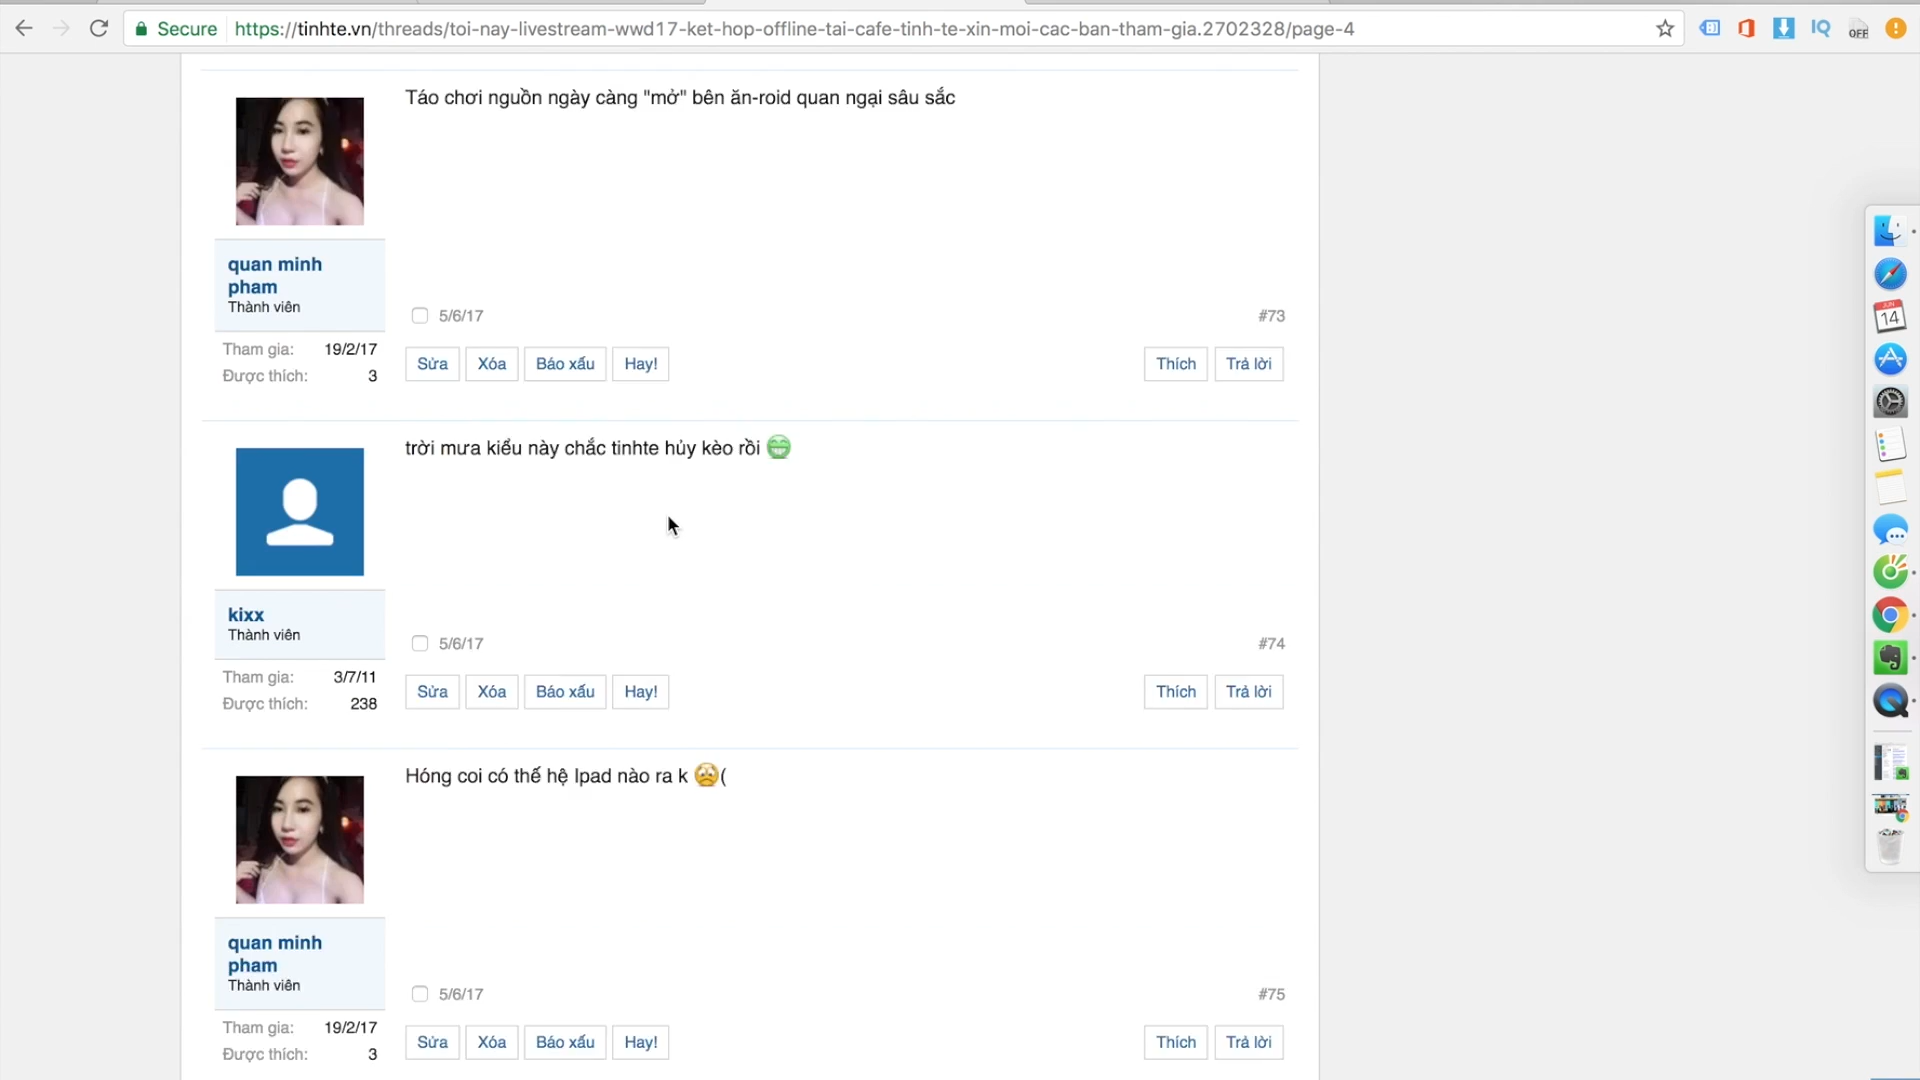 Secure https://tinhte.vn/threads/toi-nay-livestream-wwd17-ket-hop-offline-tai-cafe-tinh-te-xin-moi-cac-ban-tham-gia.2702328/page-4
IQ
OFF
Táo chơi nguồn ngày càng "mở" bên ăn-roid quan ngại sâu sắc
quan minh
pham
Thành viên
5/6/17 #73
Tham gia: 19/2/17
Được thích: 3
Sửa Xóa Báo xấu Hay! Thích Trả lời
JUN
14
trời mưa kiểu này chắc tinhte hủy kèo rồi
kixx
Thành viên
5/6/17 #74
Tham gia: 3/7/11
Được thích: 238
Sửa Xóa Báo xấu Hay! Thích Trả lời
Hóng coi có thế hệ Ipad nào ra k (
quan minh
pham
Thành viên
5/6/17 #75
Tham gia: 19/2/17
Được thích: 3
Sửa Xóa Báo xấu Hay! Thích Trả lời